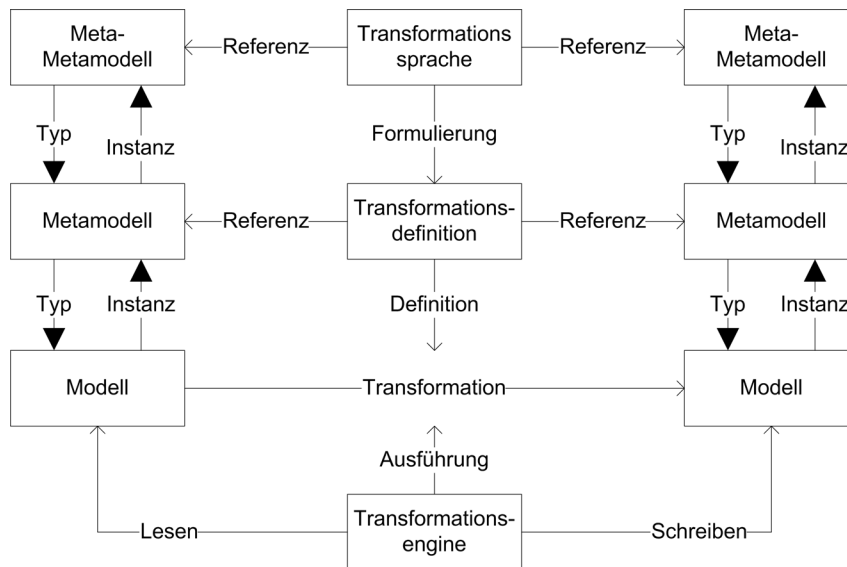 Meta-
Metamodell
Referenz
Transformations
sprache
Referenz
Meta-
Metamodell
Typ
Instanz
Formulierung
Typ
Instanz
Metamodell
Referenz
Transformations-
definition
Referenz
Metamodell
Typ
Instanz
Definition
Typ
Instanz
Modell
Transformation
Modell
Ausführung
Lesen
Transformations-
engine
Schreiben